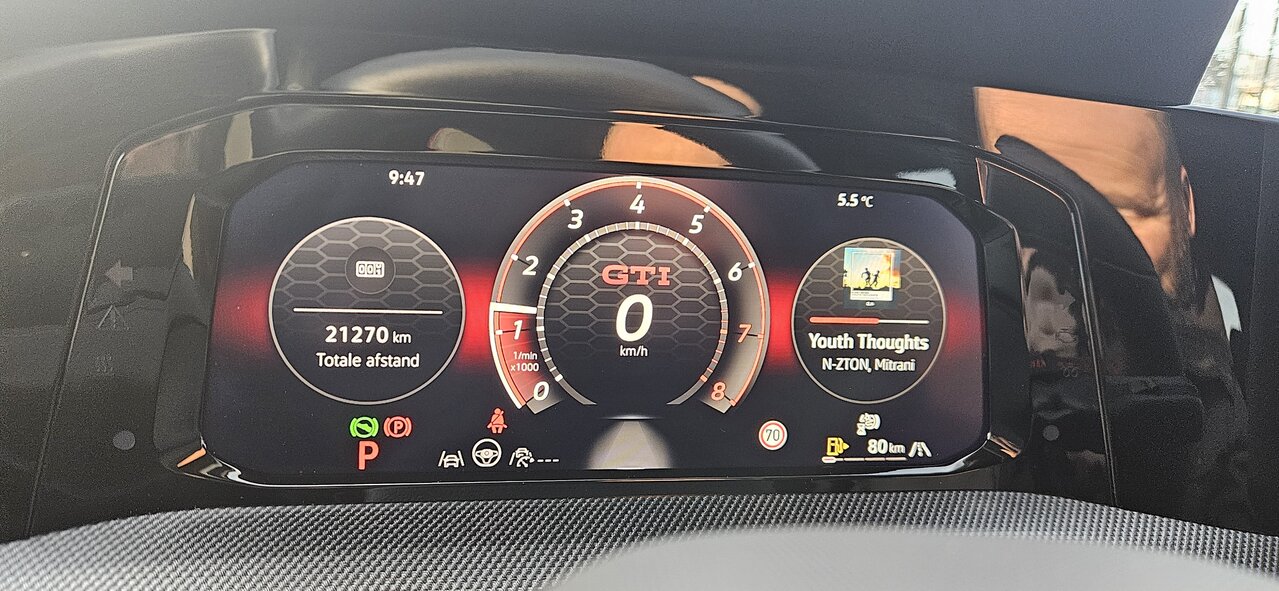 9:47
5.5 °C
21270 km
Totale afstand
0
1
2
3
4
5
6
7
8
1/min
x1000
GTI
0
km/h
Youth Thoughts
N-ZTON, Mitrani
P
P
70
80 km
---